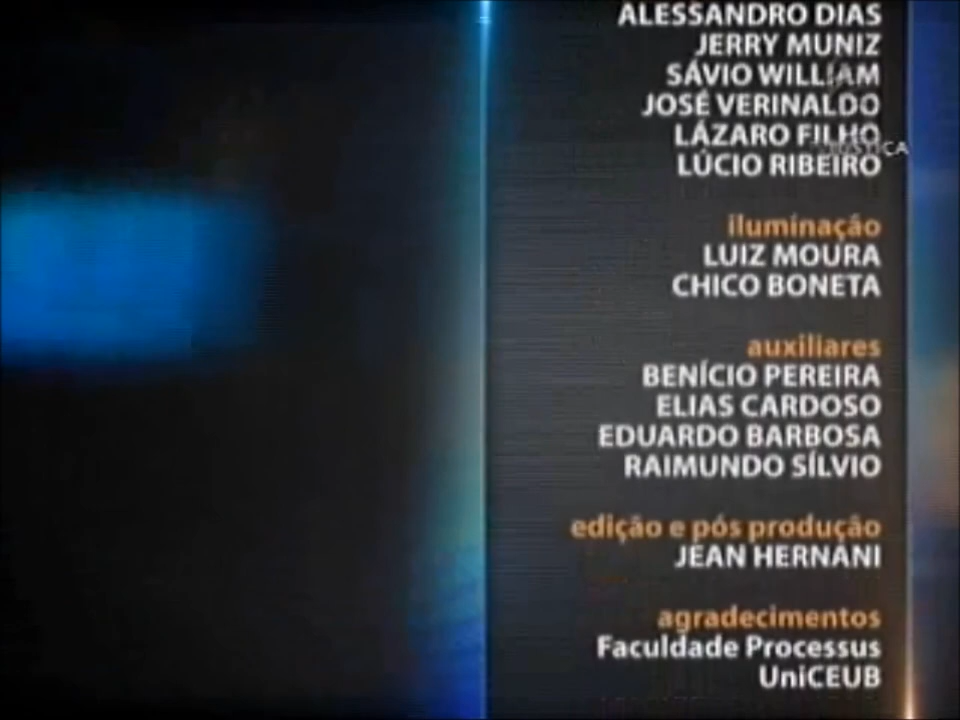 ALESSANDRO DIAS
JERRY MUNIZ
SÁVIO WILLIAM
JOSÉ VERINALDO
LÁZARO FILHO
LÚCIO RIBEIRO
iluminação
LUIZ MOURA
CHICO BONETA
auxiliares
BENÍCIO PEREIRA
ELIAS CARDOSO
EDUARDO BARBOSA
RAIMUNDO SÍLVIO
edição e pós produção
JEAN HERNANI
agradecimentos
Faculdade Processus
UniCEUB